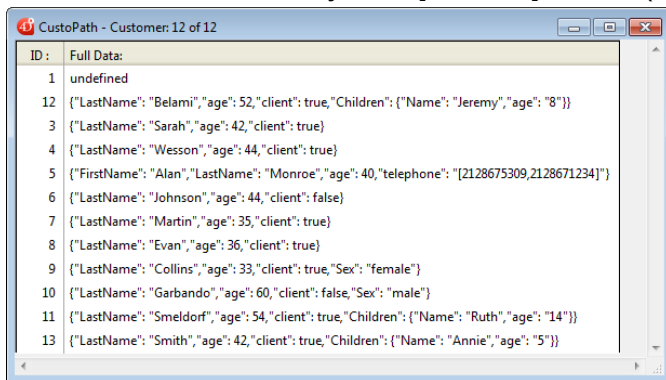 CustoPath - Customer: 12 of 12
ID : Full Data:
1 undefined
12 {"LastName": "Belami","age": 52,"client": true,"Children": {"Name": "Jeremy","age": "8"}}
3 {"LastName": "Sarah","age": 42,"client": true}
4 {"LastName": "Wesson","age": 44,"client": true}
5 {"FirstName": "Alan","LastName": "Monroe","age": 40,"telephone": "[2128675309,2128671234]"}
6 {"LastName": "Johnson","age": 44,"client": false}
7 {"LastName": "Martin","age": 35,"client": true}
8 {"LastName": "Evan","age": 36,"client": true}
9 {"LastName": "Collins","age": 33,"client": true,"Sex": "female"}
10 {"LastName": "Garbando","age": 60,"client": false,"Sex": "male"}
11 {"LastName": "Smeldorf","age": 54,"client": true,"Children": {"Name": "Ruth","age": "14"}}
13 {"LastName": "Smith","age": 42,"client": true,"Children": {"Name": "Annie","age": "5"}}